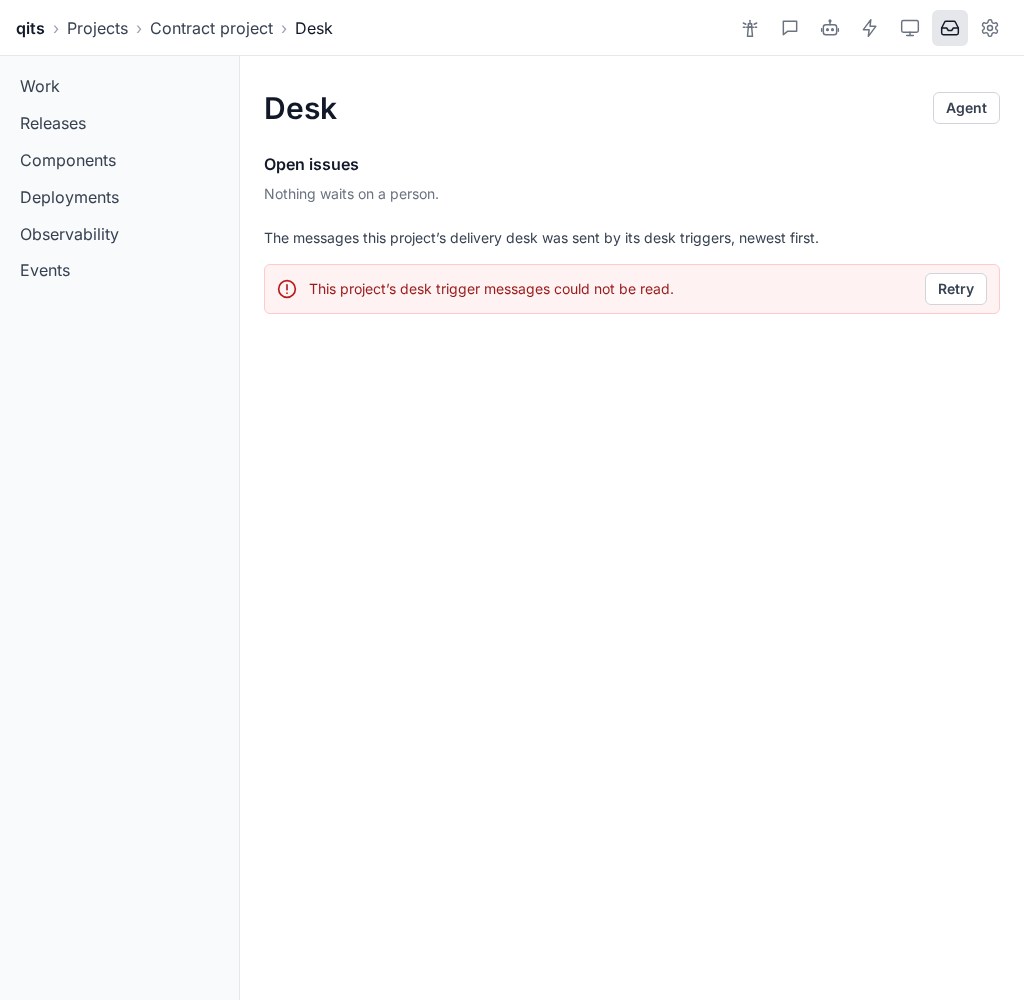 qits › Projects › Contract project › Desk
Work
Releases
Components
Deployments
Observability
Events
Desk
Agent
Open issues
Nothing waits on a person.
The messages this project’s delivery desk was sent by its desk triggers, newest first.
This project’s desk trigger messages could not be read.
Retry